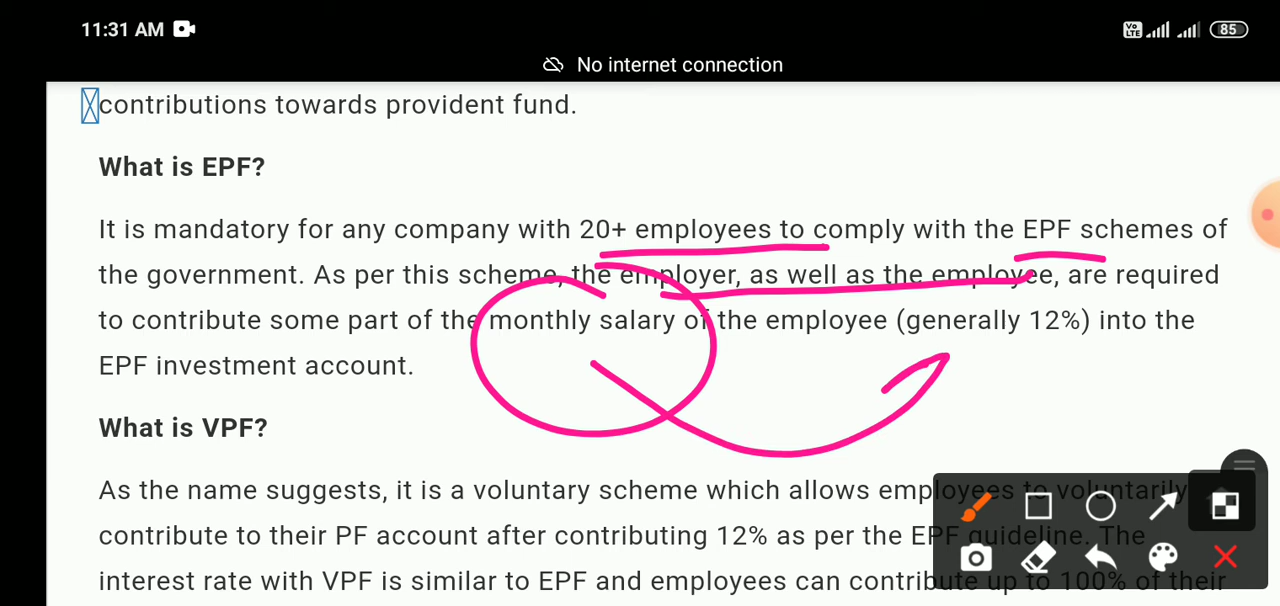 11:31 AM
Vo LTE
85
No internet connection
contributions towards provident fund.
What is EPF?
It is mandatory for any company with 20+ employees to comply with the EPF schemes of
the government. As per this scheme, the employer, as well as the employee, are required
to contribute some part of the monthly salary of the employee (generally 12%) into the
EPF investment account.
What is VPF?
As the name suggests, it is a voluntary scheme which allows employees to voluntarily
contribute to their PF account after contributing 12% as per the EPF guideline. The
interest rate with VPF is similar to EPF and employees can contribute up to 100% of their